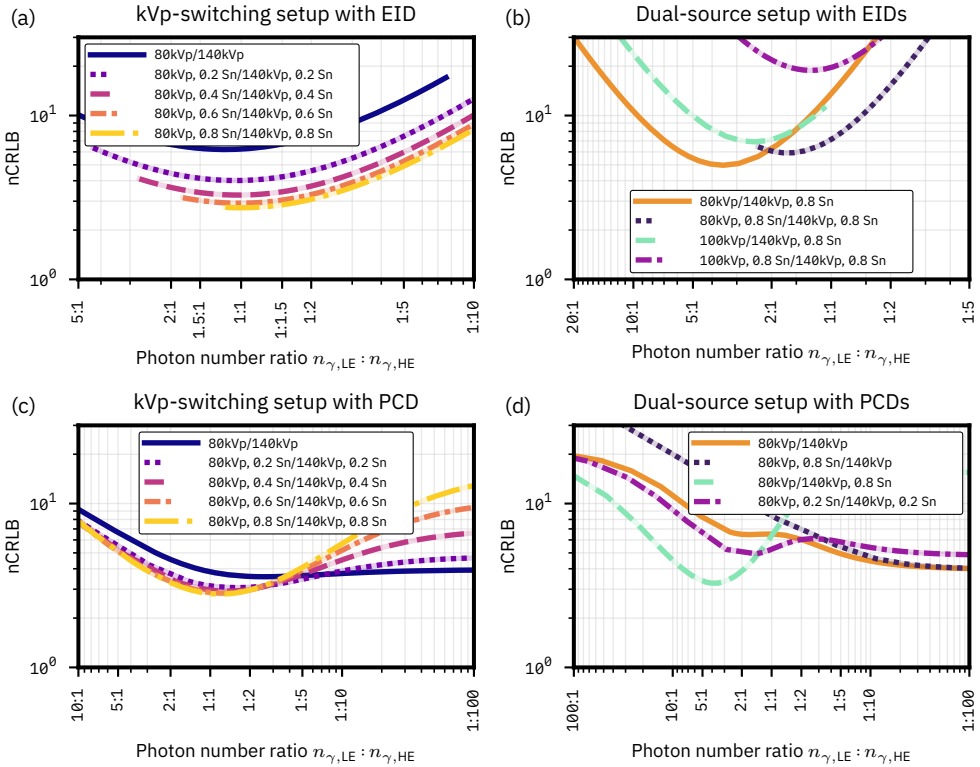 (a)
kVp-switching setup with EID
80kVp/140kVp
80kVp, 0.2 Sn/140kVp, 0.2 Sn
80kVp, 0.4 Sn/140kVp, 0.4 Sn
80kVp, 0.6 Sn/140kVp, 0.6 Sn
80kVp, 0.8 Sn/140kVp, 0.8 Sn
nCRLB
10¹
10⁰
5:1
2:1
1.5:1
1:1
1:1.5
1:2
1:5
1:10
Photon number ratio nγ,LE : nγ,HE
(b)
Dual-source setup with EIDs
80kVp/140kVp, 0.8 Sn
80kVp, 0.8 Sn/140kVp, 0.8 Sn
100kVp/140kVp, 0.8 Sn
100kVp, 0.8 Sn/140kVp, 0.8 Sn
nCRLB
10¹
10⁰
20:1
10:1
5:1
2:1
1:1
1:2
1:5
Photon number ratio nγ,LE : nγ,HE
(c)
kVp-switching setup with PCD
80kVp/140kVp
80kVp, 0.2 Sn/140kVp, 0.2 Sn
80kVp, 0.4 Sn/140kVp, 0.4 Sn
80kVp, 0.6 Sn/140kVp, 0.6 Sn
80kVp, 0.8 Sn/140kVp, 0.8 Sn
nCRLB
10¹
10⁰
10:1
5:1
2:1
1:1
1:2
1:5
1:10
1:100
Photon number ratio nγ,LE : nγ,HE
(d)
Dual-source setup with PCDs
80kVp/140kVp
80kVp, 0.8 Sn/140kVp
80kVp/140kVp, 0.8 Sn
80kVp, 0.2 Sn/140kVp, 0.2 Sn
nCRLB
10¹
10⁰
100:1
10:1
5:1
2:1
1:1
1:2
1:5
1:10
1:100
Photon number ratio nγ,LE : nγ,HE